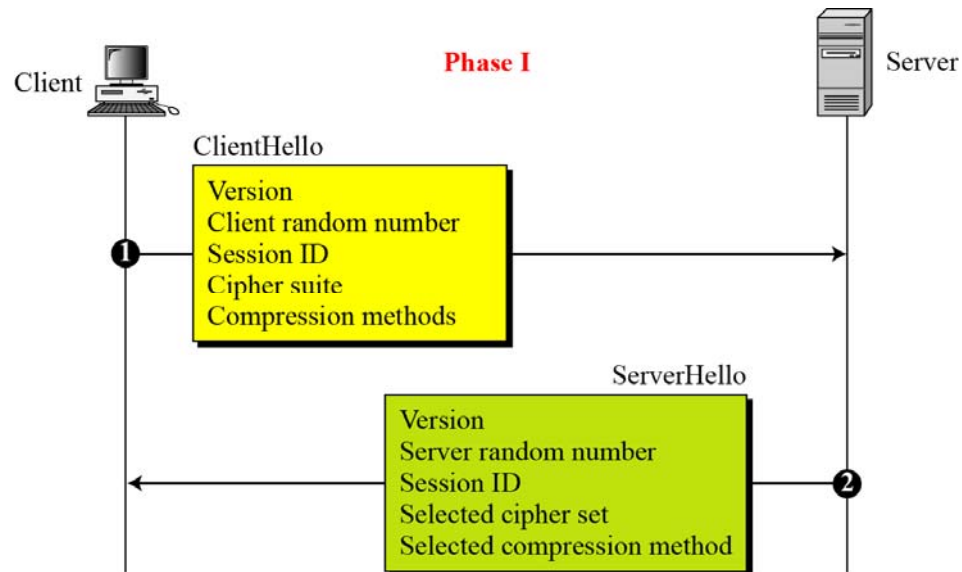 Phase I
Client
Server
ClientHello
Version
Client random number
Session ID
Cipher suite
Compression methods
1
ServerHello
Version
Server random number
Session ID
Selected cipher set
Selected compression method
2